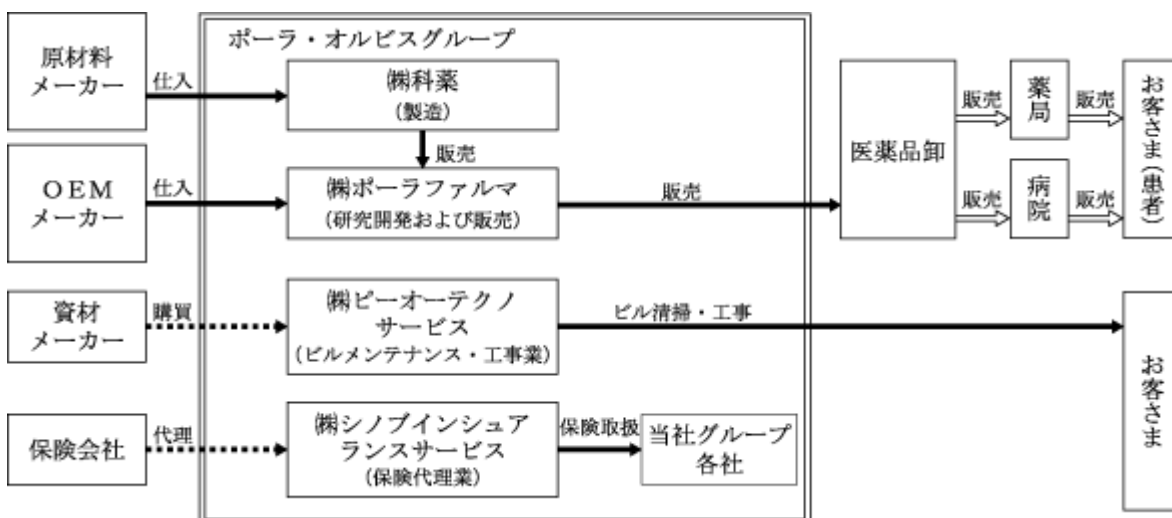 ポーラ・オルビスグループ
原材料
メーカー
仕入
㈱科薬
(製造)
販売
OEM
メーカー
仕入
㈱ポーラファルマ
(研究開発および販売)
販売
医薬品卸
販売
薬局
販売
販売
病院
販売
お客さま(患者)
資材
メーカー
購買
㈱ピーオーテクノ
サービス
(ビルメンテナンス・工事業)
ビル清掃・工事
お客さま
保険会社
代理
㈱シノブインシュア
ランスサービス
(保険代理業)
保険取扱
当社グループ
各社